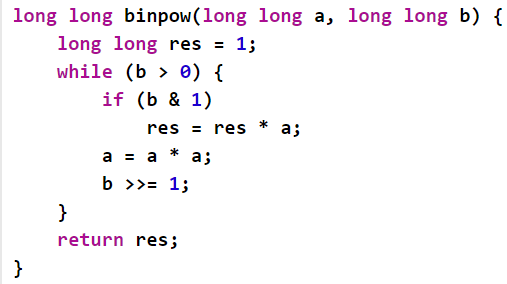 long long binpow(long long a, long long b) {
    long long res = 1;
    while (b > 0) {
        if (b & 1)
            res = res * a;
        a = a * a;
        b >>= 1;
    }
    return res;
}